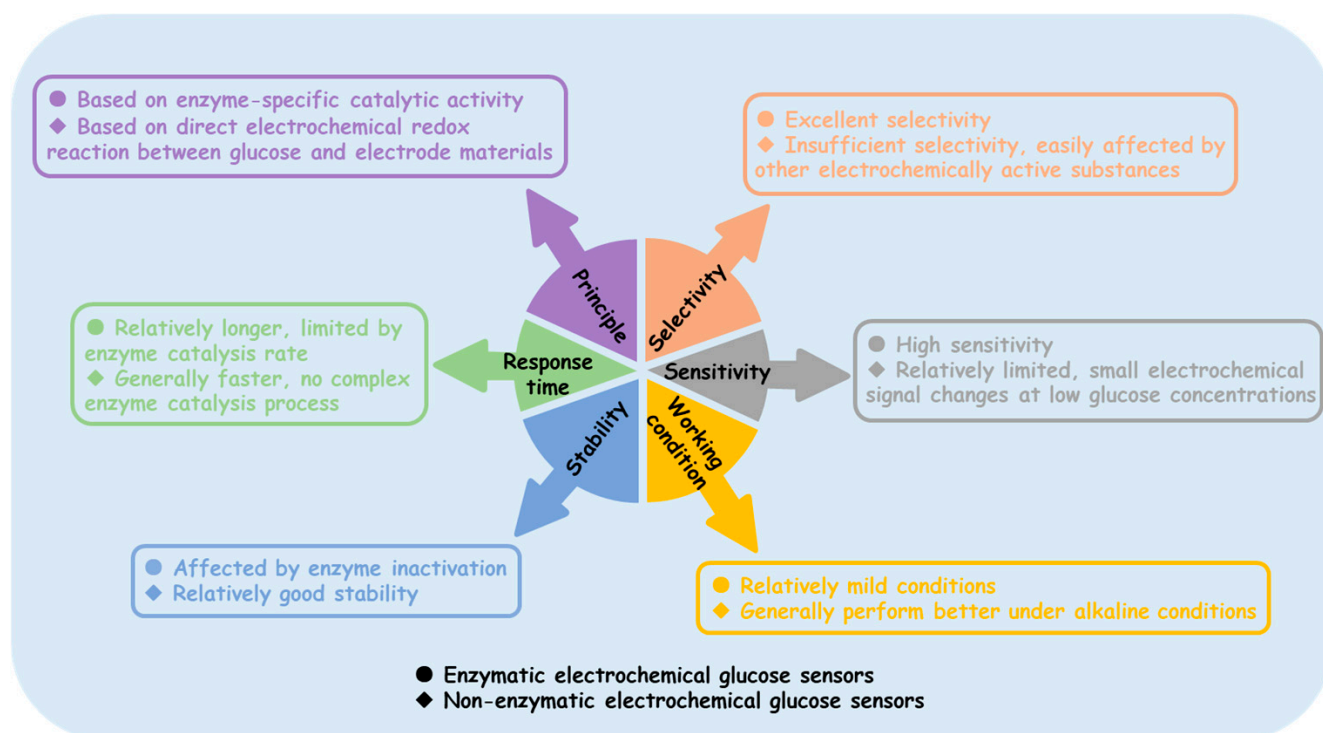 ● Based on enzyme-specific catalytic activity
◆ Based on direct electrochemical redox
reaction between glucose and electrode materials
● Excellent selectivity
◆ Insufficient selectivity, easily affected by
other electrochemically active substances
Principle
Selectivity
● Relatively longer, limited by
enzyme catalysis rate
◆ Generally faster, no complex
enzyme catalysis process
Response
time
Sensitivity
● High sensitivity
◆ Relatively limited, small electrochemical
signal changes at low glucose concentrations
Stability
Working
condition
● Affected by enzyme inactivation
◆ Relatively good stability
● Relatively mild conditions
◆ Generally perform better under alkaline conditions
● Enzymatic electrochemical glucose sensors
◆ Non-enzymatic electrochemical glucose sensors